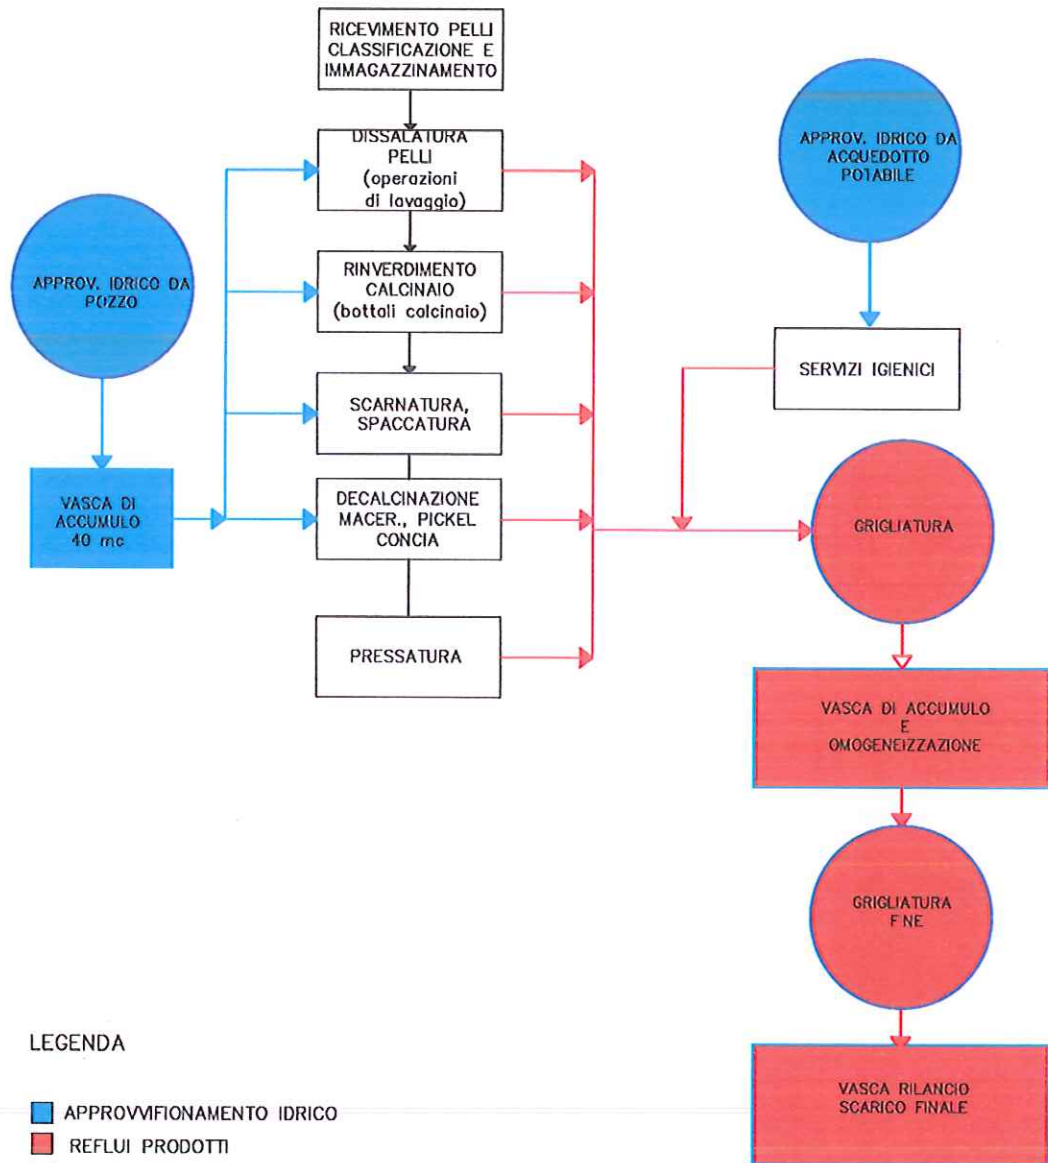 RICEVIMENTO PELLI
CLASSIFICAZIONE E
IMMAGAZZINAMENTO
DISSALATURA
PELLI
(operazioni
di lavaggio)
RINVERDIMENTO
CALCINAIO
(bottali calcinaio)
SCARNATURA,
SPACCATURA
DECALCINAZIONE
MACER., PICKEL
CONCIA
PRESSATURA
APPROV. IDRICO DA
POZZO
VASCA DI
ACCUMULO
40 mc
APPROV. IDRICO DA
ACQUEDOTTO
POTABILE
SERVIZI IGIENICI
GRIGLIATURA
VASCA DI ACCUMULO
E
OMOGENEIZZAZIONE
GRIGLIATURA
FNE
VASCA RILANCIO
SCARICO FINALE
LEGENDA
APPROVVIFIONAMENTO IDRICO
REFLUI PRODOTTI